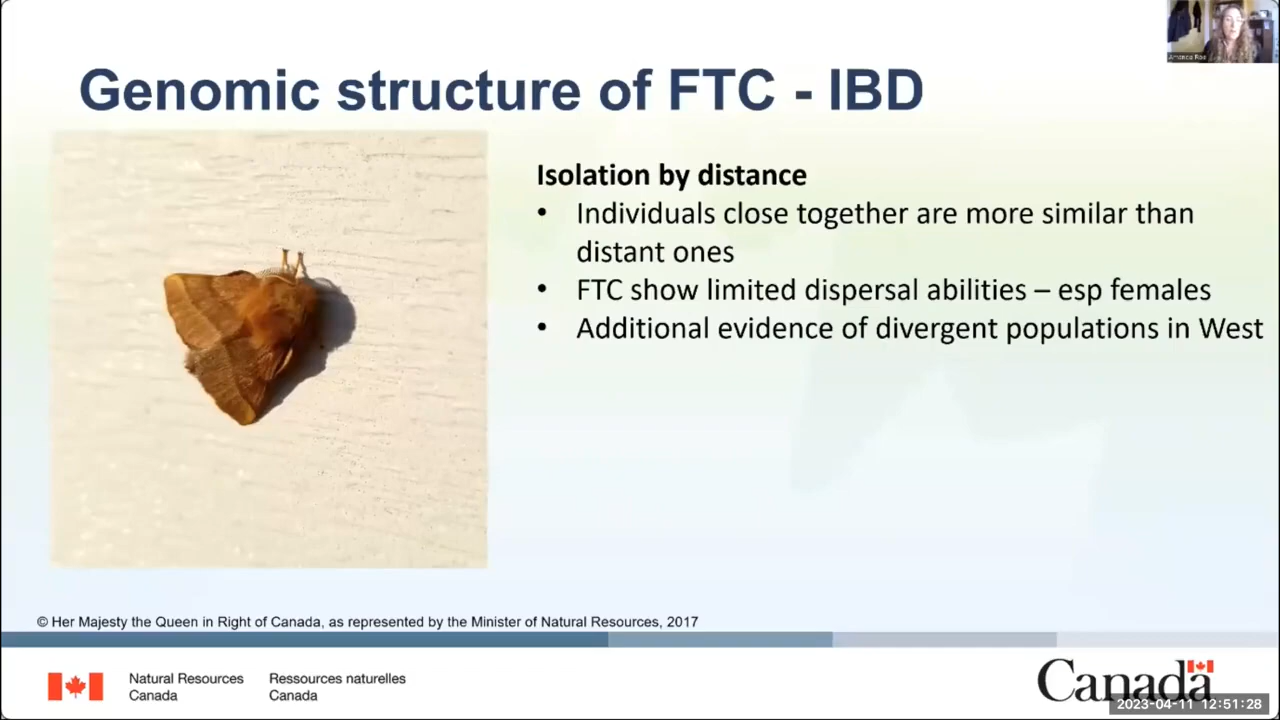 Genomic structure of FTC - IBD
Isolation by distance
• Individuals close together are more similar than
distant ones
• FTC show limited dispersal abilities – esp females
• Additional evidence of divergent populations in West
© Her Majesty the Queen in Right of Canada, as represented by the Minister of Natural Resources, 2017
Natural Resources
Canada
Ressources naturelles
Canada
Canada
2023-04-11 12:51:28